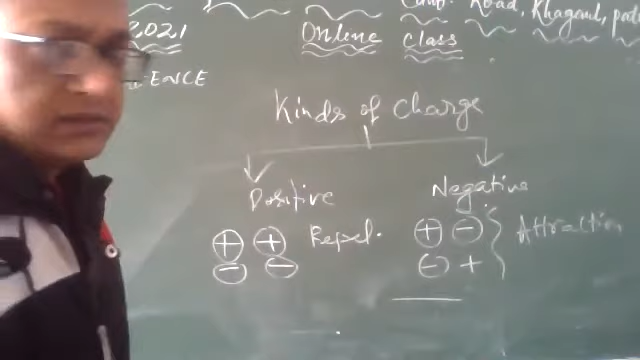 Road, Khagaul,
2021 Online Class
ENCE
Kinds of charge
Positive Negative
+ + Repel. + - Attraction
- - - +